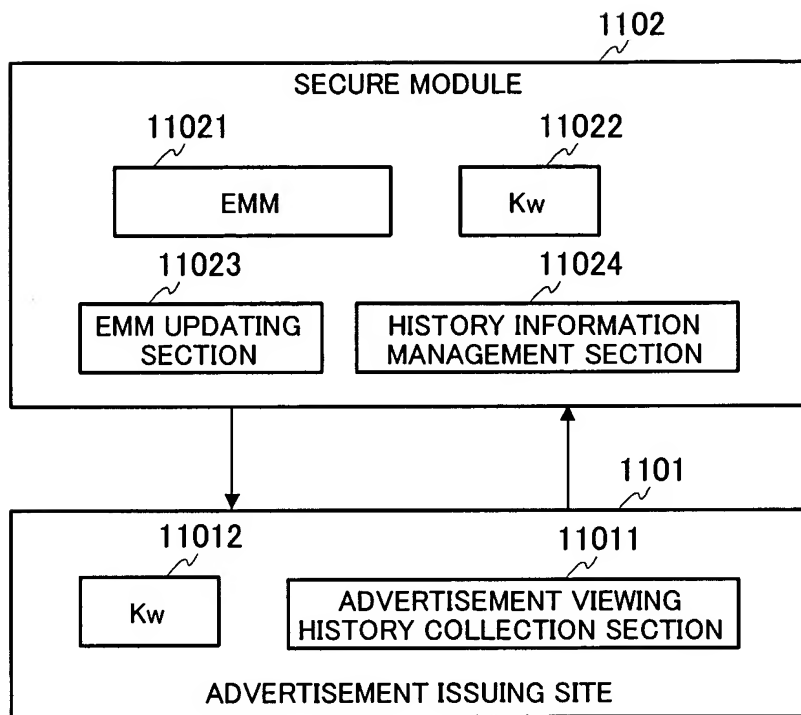 1102
SECURE MODULE
11021
11022
EMM
Kw
11023
11024
EMM UPDATING
SECTION
HISTORY INFORMATION
MANAGEMENT SECTION
1101
11012
11011
Kw
ADVERTISEMENT VIEWING
HISTORY COLLECTION SECTION
ADVERTISEMENT ISSUING SITE